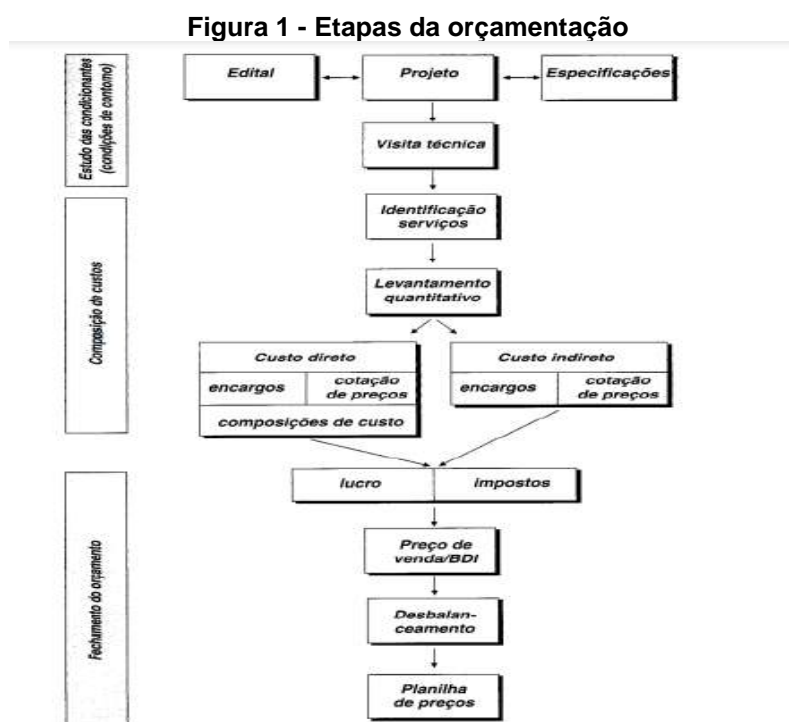 Figura 1 - Etapas da orçamentação
Estudo das condicionantes
(condições de contorno)
Edital
Projeto
Especificações
Visita técnica
Composição de custos
Identificação
serviços
Levantamento
quantitativo
Custo direto
encargos
cotação
de preços
composições de custo
Custo indireto
encargos
cotação
de preços
Fechamento do orçamento
lucro
impostos
Preço de
venda/BDI
Desbalan-
ceamento
Planilha
de preços